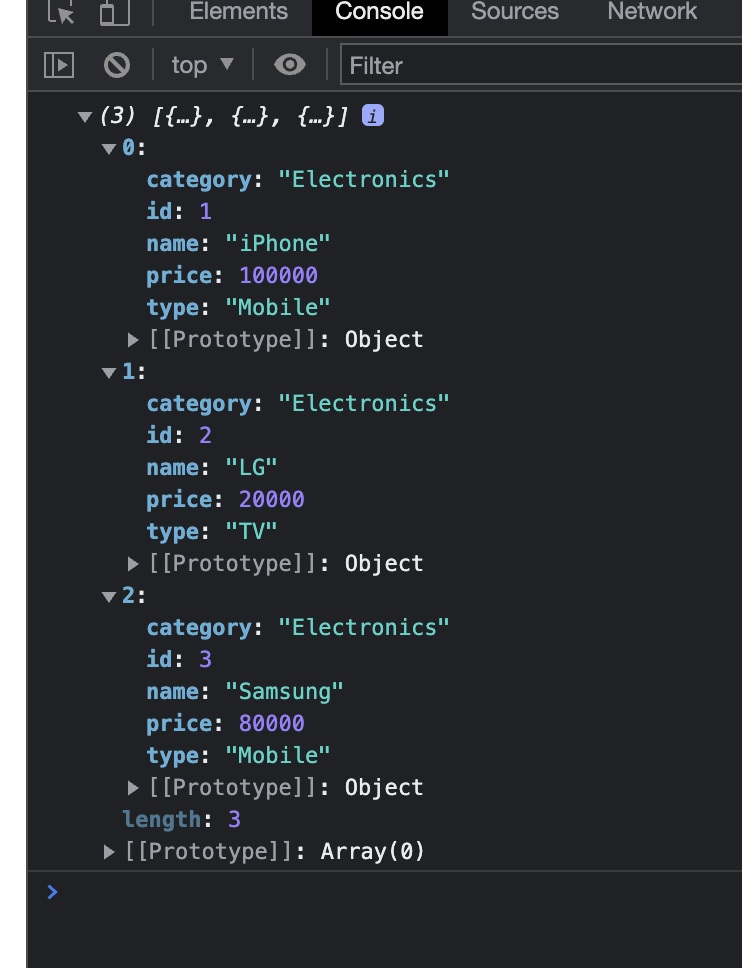 Elements Console Sources Network
top Filter
(3) [{…}, {…}, {…}] i
0:
category: "Electronics"
id: 1
name: "iPhone"
price: 100000
type: "Mobile"
[[Prototype]]: Object
1:
category: "Electronics"
id: 2
name: "LG"
price: 20000
type: "TV"
[[Prototype]]: Object
2:
category: "Electronics"
id: 3
name: "Samsung"
price: 80000
type: "Mobile"
[[Prototype]]: Object
length: 3
[[Prototype]]: Array(0)